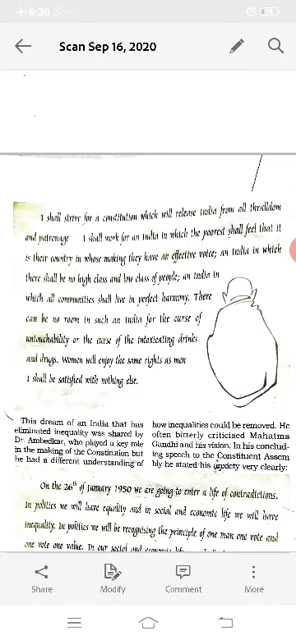 6:30
Scan Sep 16, 2020
I shall strive for a constitution which will release India from all thralldom
and patronage I shall work for an India in which the poorest shall feel that it
is their country in whose making they have an effective voice; an India in which
there shall be no high class and low class of people; an India in
which all communities shall live in perfect harmony. There
can be no room in such an India for the curse of
untouchability or the curse of the intoxicating drinks
and drugs. Women will enjoy the same rights as men
I shall be satisfied with nothing else.
This dream of an India that has
eliminated inequality was shared by
Dr. Ambedkar, who played a key role
in the making of the Constitution but
he had a different understanding of
how inequalities could be removed. He
often bitterly criticised Mahatma
Gandhi and his vision. In his conclud-
ing speech to the Constituent Assem
bly he stated his anxiety very clearly:
On the 26th of January 1950 we are going to enter a life of contradictions.
In politics we will have equality and in social and economic life we will have
inequality. In politics we will be recognising the principle of one man one vote and
one vote one value. In our social and economic life
Share
Modify
Comment
More